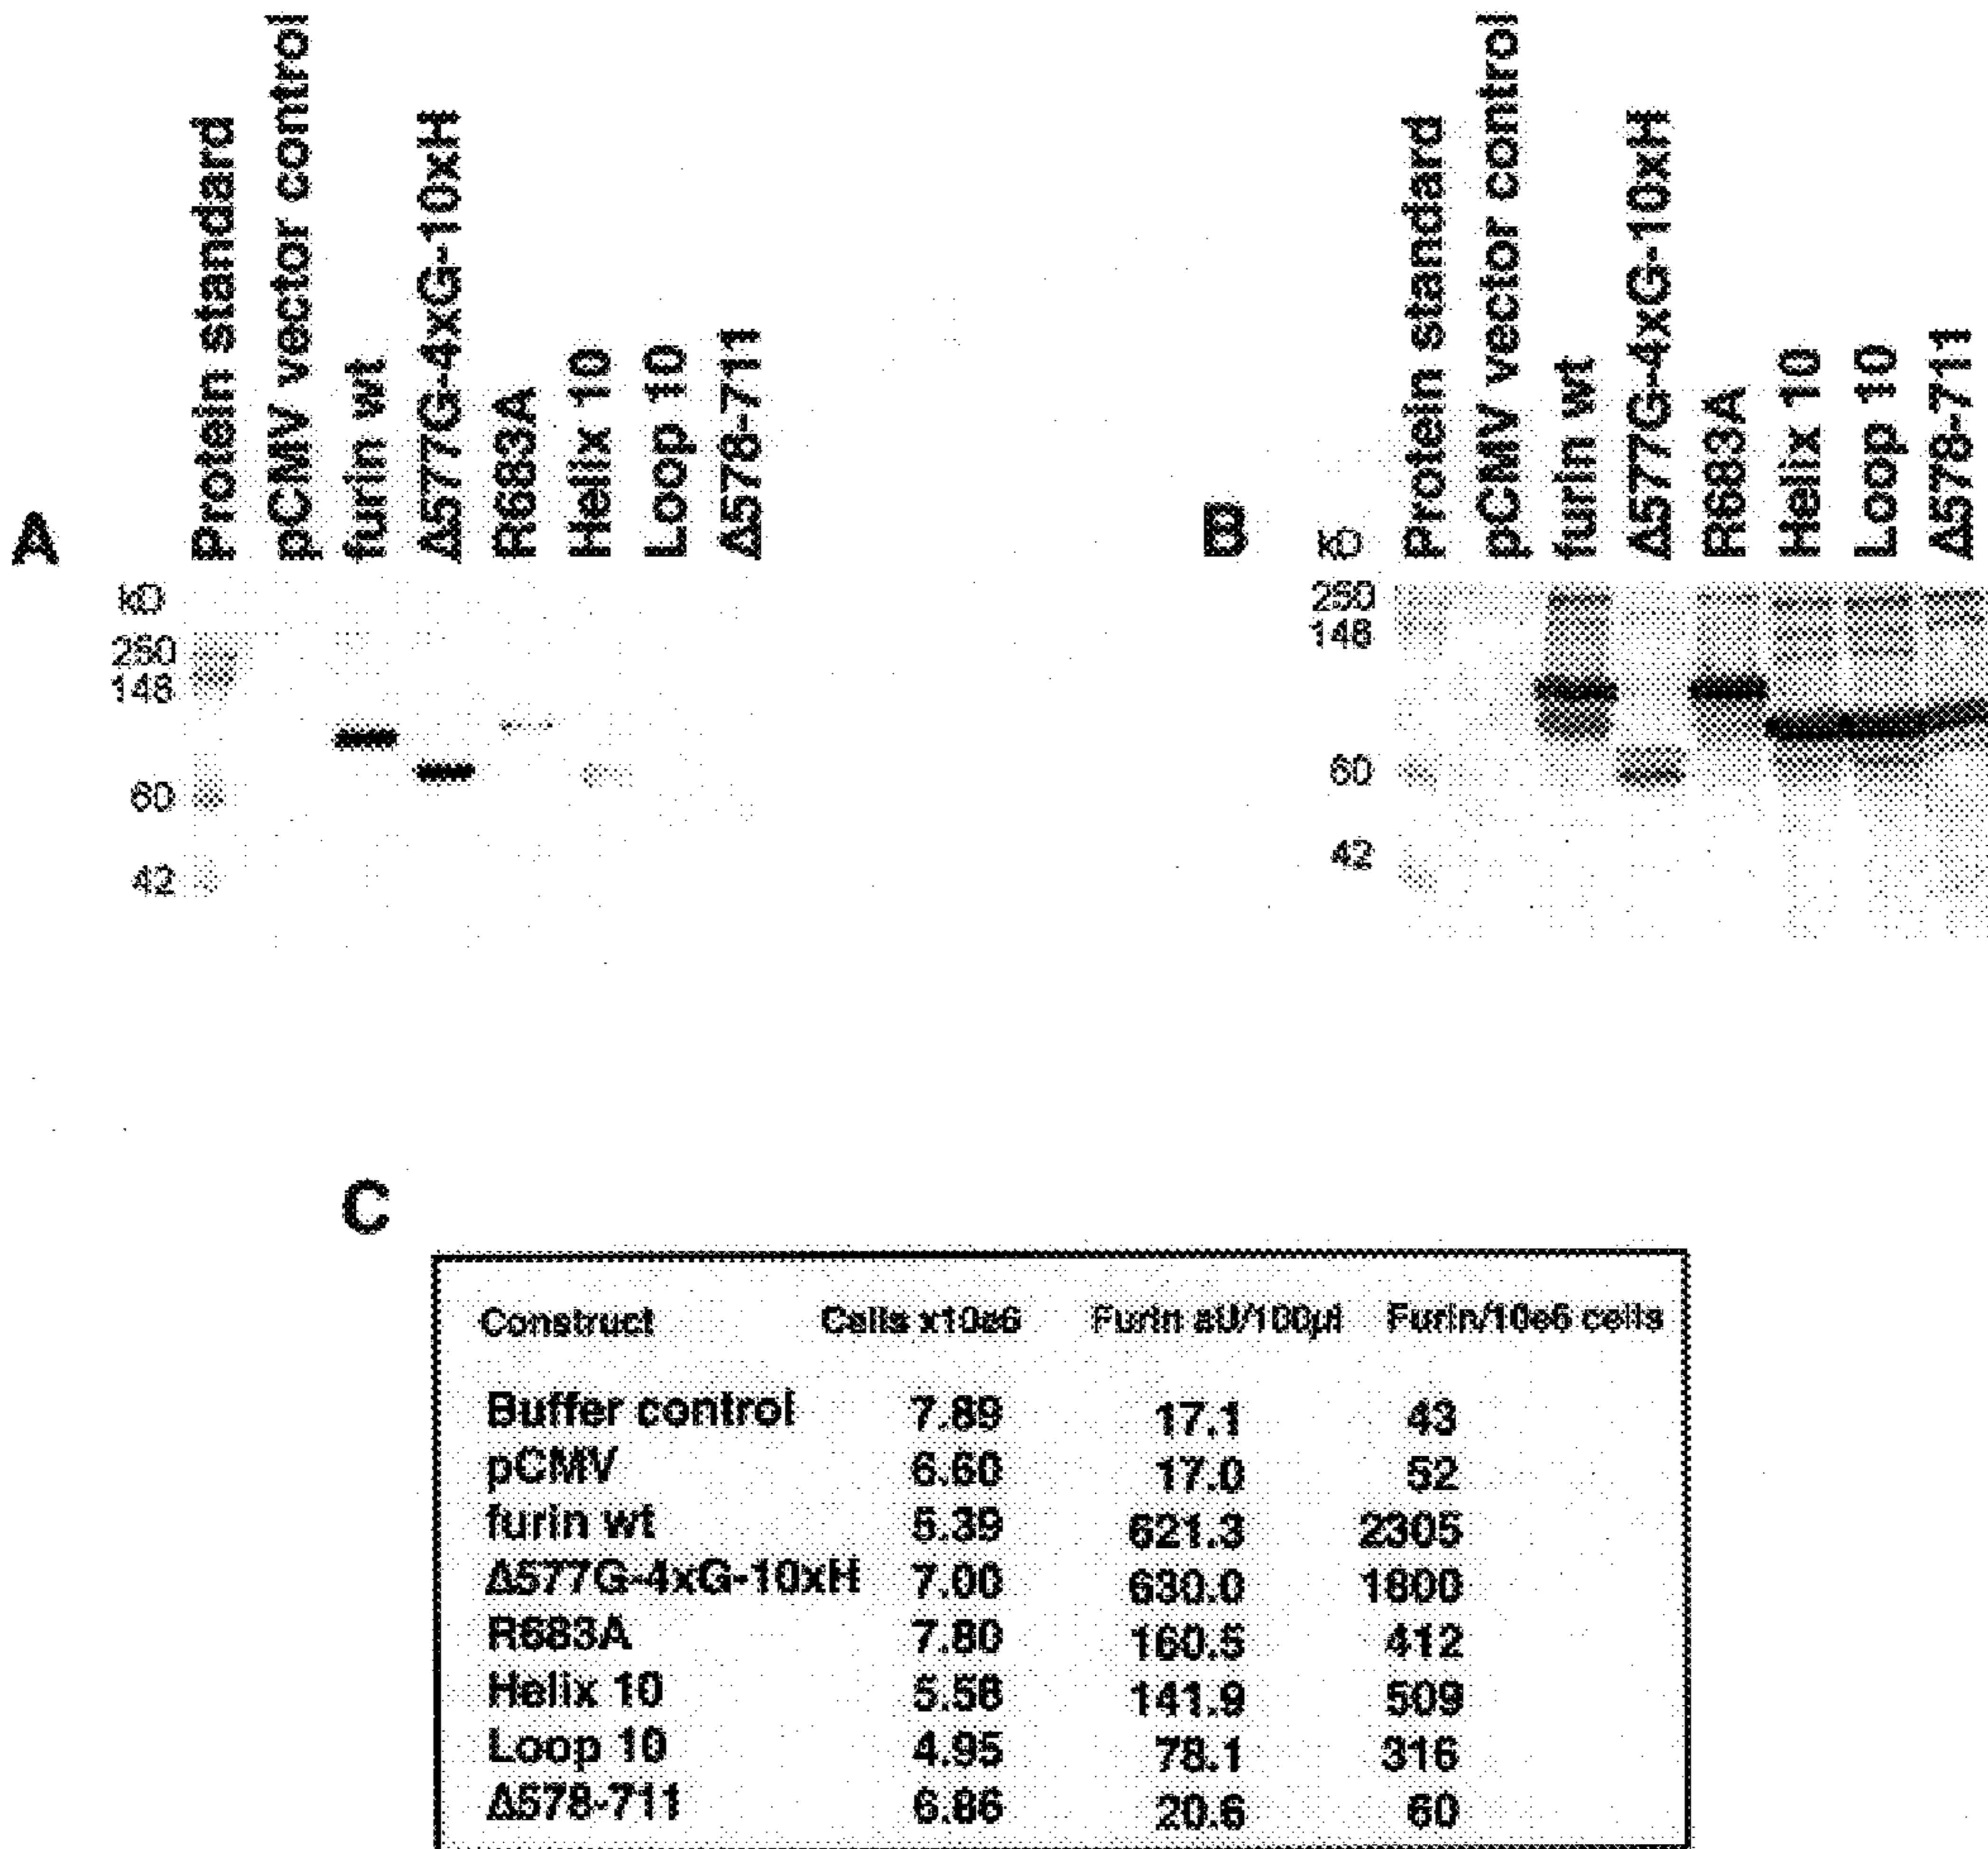 A
Protein standard
pCMV vector control
furin wt
Δ577G-4xG-10xH
R683A
Helix 10
Loop 10
Δ578-711
kD
250
148
60
42
B
Protein standard
pCMV vector control
furin wt
Δ577G-4xG-10xH
R683A
Helix 10
Loop 10
Δ578-711
kD
250
148
60
42
C
Construct Cells x10e6 Furin aU/100µl Furin/10e6 cells
Buffer control 7.89 17.1 43
pCMV 6.60 17.0 52
furin wt 5.39 621.3 2305
Δ577G-4xG-10xH 7.00 630.0 1800
R683A 7.80 160.5 412
Helix 10 5.58 141.9 509
Loop 10 4.95 78.1 316
Δ578-711 6.86 20.6 60